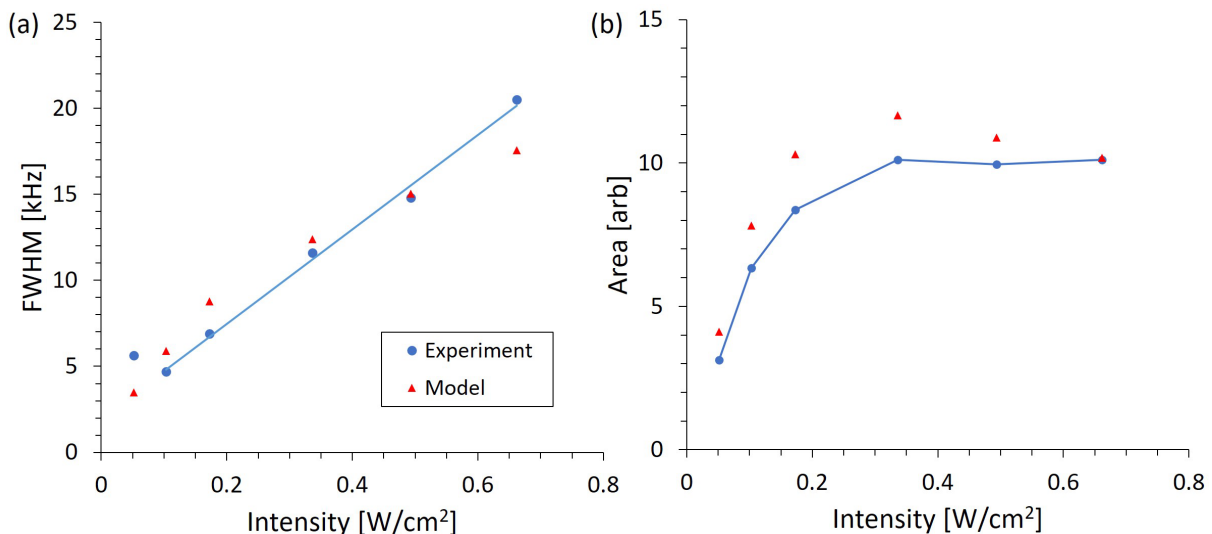 (a)
25
20
15
10
5
0
0 0.2 0.4 0.6 0.8
FWHM [kHz]
Intensity [W/cm²]
Experiment
Model
(b)
15
10
5
0
0 0.2 0.4 0.6 0.8
Area [arb]
Intensity [W/cm²]